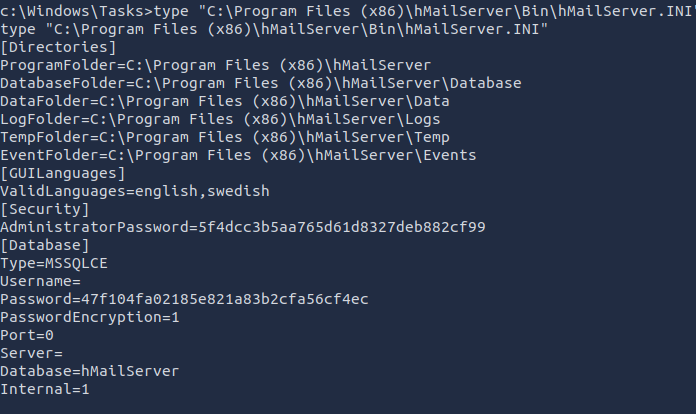 c:\Windows\Tasks>type "C:\Program Files (x86)\hMailServer\Bin\hMailServer.INI"
type "C:\Program Files (x86)\hMailServer\Bin\hMailServer.INI"
[Directories]
ProgramFolder=C:\Program Files (x86)\hMailServer
DatabaseFolder=C:\Program Files (x86)\hMailServer\Database
DataFolder=C:\Program Files (x86)\hMailServer\Data
LogFolder=C:\Program Files (x86)\hMailServer\Logs
TempFolder=C:\Program Files (x86)\hMailServer\Temp
EventFolder=C:\Program Files (x86)\hMailServer\Events
[GUILanguages]
ValidLanguages=english,swedish
[Security]
AdministratorPassword=5f4dcc3b5aa765d61d8327deb882cf99
[Database]
Type=MSSQLCE
Username=
Password=47f104fa02185e821a83b2cfa56cf4ec
PasswordEncryption=1
Port=0
Server=
Database=hMailServer
Internal=1